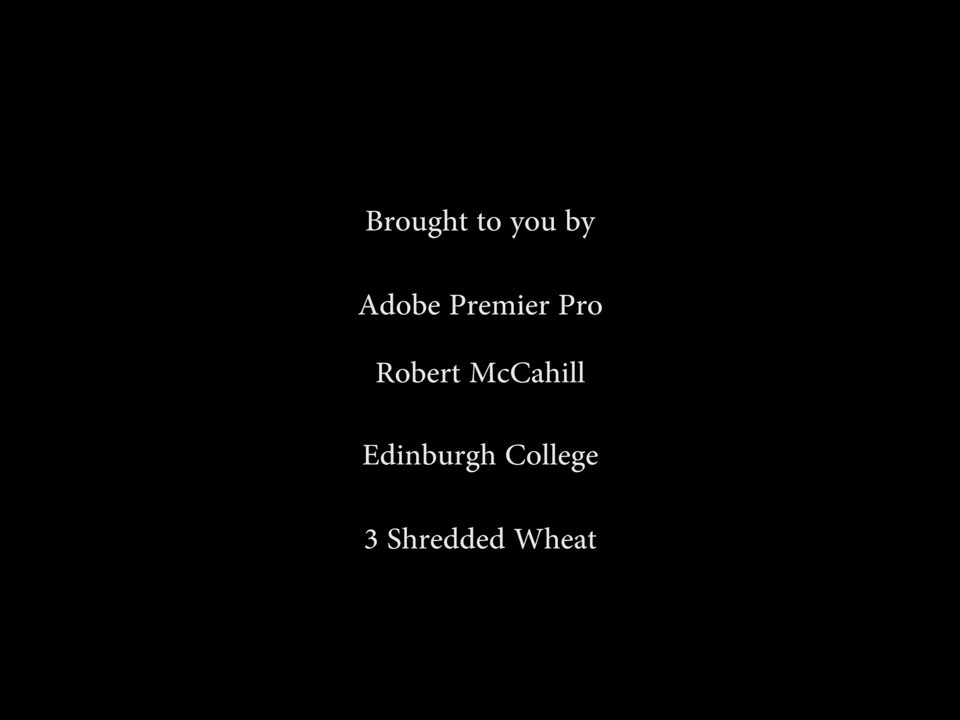 Brought to you by
Adobe Premier Pro
Robert McCahill
Edinburgh College
3 Shredded Wheat